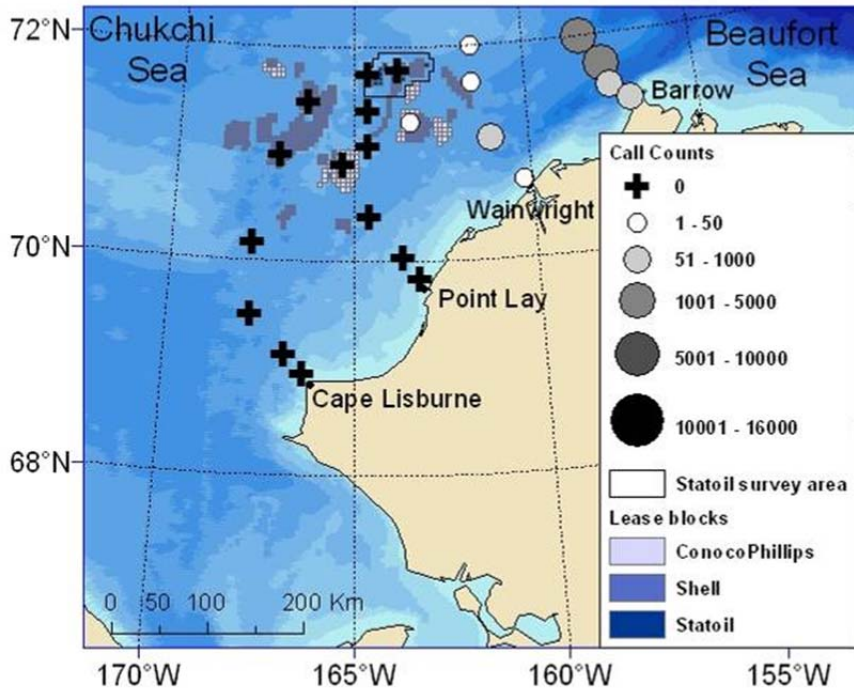 72°N
Chukchi
Sea
Beaufort
Sea
Barrow
Wainwright
70°N
Point Lay
Cape Lisburne
68°N
0 50 100 200 Km
170°W
165°W
160°W
155°W
Call Counts
0
1 - 50
51 - 1000
1001 - 5000
5001 - 10000
10001 - 16000
Statoil survey area
Lease blocks
ConocoPhillips
Shell
Statoil